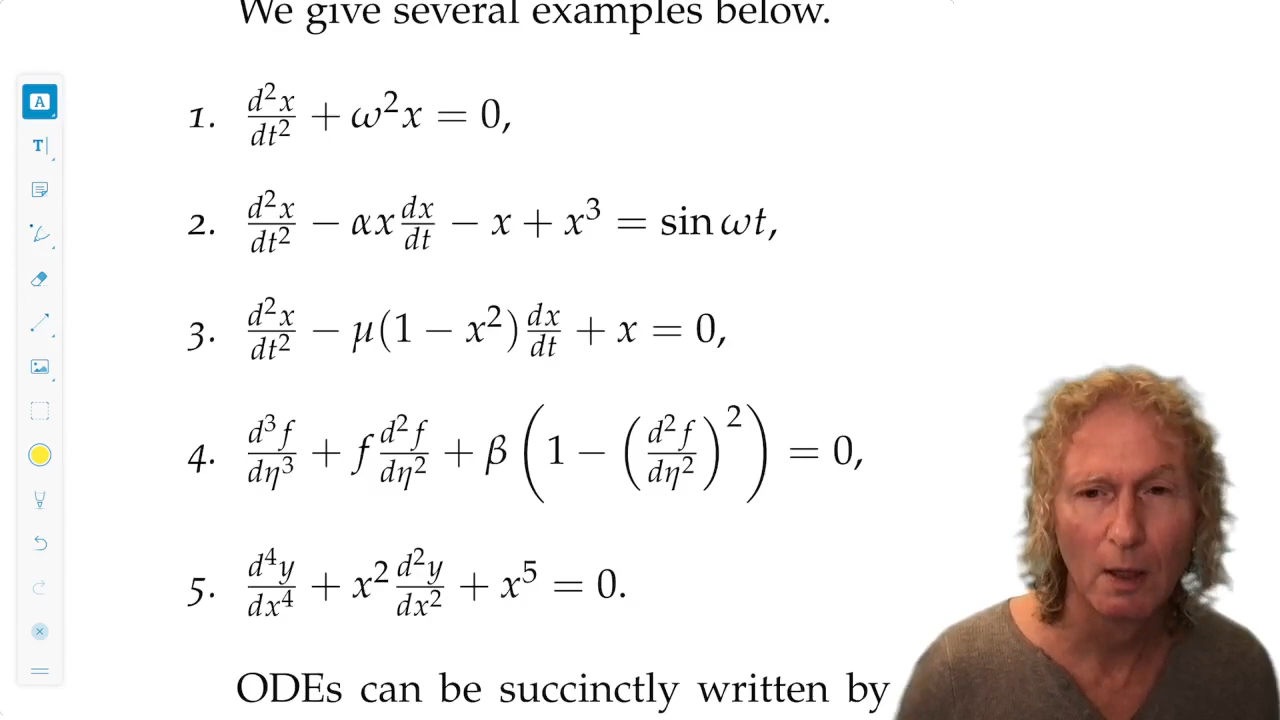 We give several examples below.
1. d²x/dt² + ω²x = 0,
2. d²x/dt² − αx dx/dt − x + x³ = sin ωt,
3. d²x/dt² − μ(1 − x²) dx/dt + x = 0,
4. d³f/dη³ + f d²f/dη² + β(1 − (d²f/dη²)²) = 0,
5. d⁴y/dx⁴ + x² d²y/dx² + x⁵ = 0.
ODEs can be succinctly written by
A
T